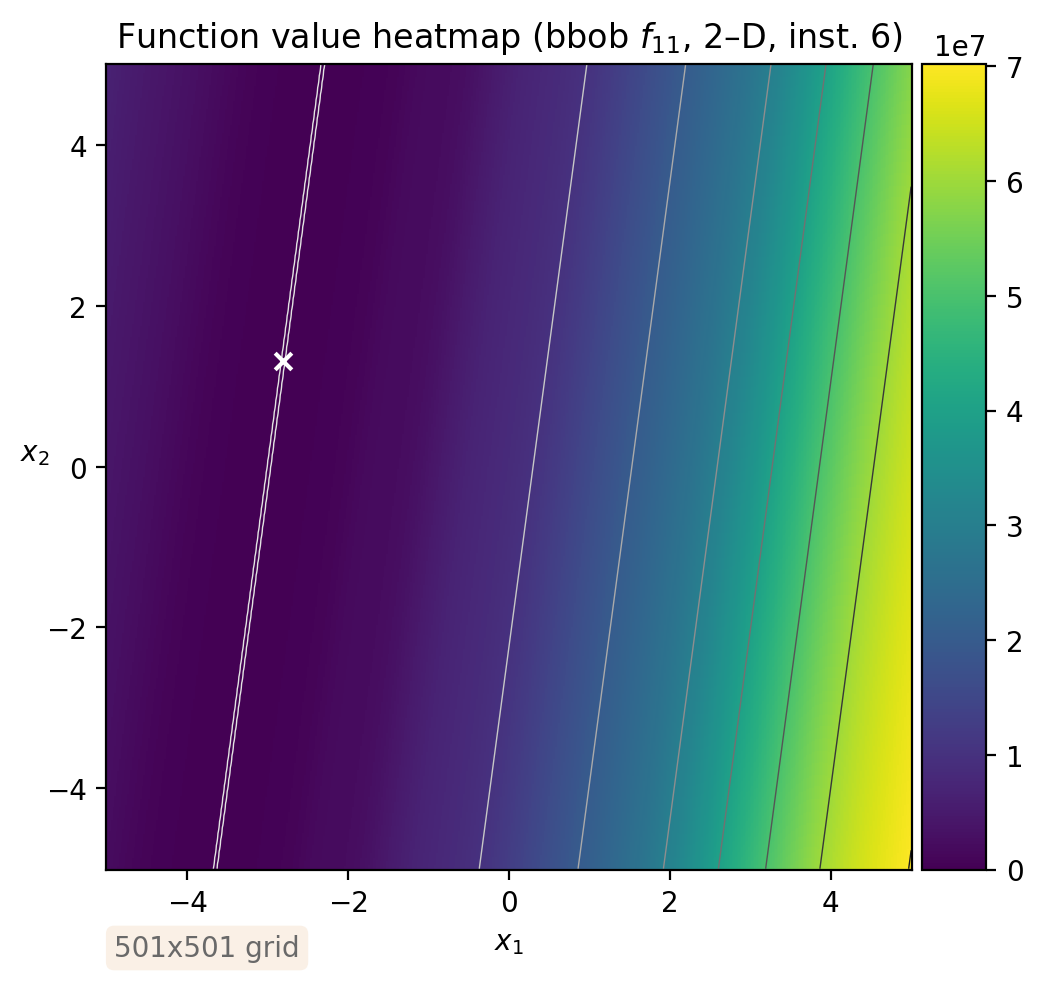 Function value heatmap (bbob f₁₁, 2–D, inst. 6)
1e7
7
6
5
4
3
2
1
0
4
2
0
−2
−4
x₂
−4 −2 0 2 4
x₁
501x501 grid